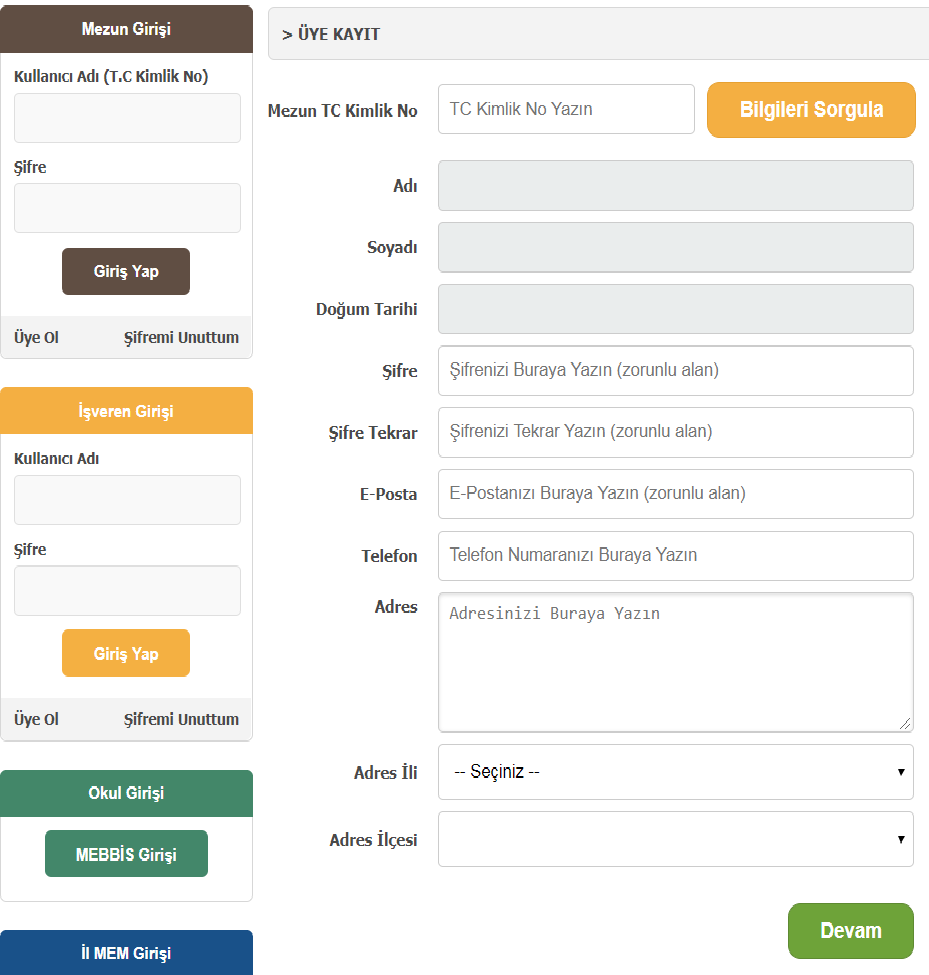 Mezun Girişi
Kullanıcı Adı (T.C Kimlik No)
Şifre
Giriş Yap
Üye Ol Şifremi Unuttum
İşveren Girişi
Kullanıcı Adı
Şifre
Giriş Yap
Üye Ol Şifremi Unuttum
Okul Girişi
MEBBİS Girişi
İl MEM Girişi
> ÜYE KAYIT
Mezun TC Kimlik No TC Kimlik No Yazın Bilgileri Sorgula
Adı
Soyadı
Doğum Tarihi
Şifre Şifrenizi Buraya Yazın (zorunlu alan)
Şifre Tekrar Şifrenizi Tekrar Yazın (zorunlu alan)
E-Posta E-Postanızı Buraya Yazın (zorunlu alan)
Telefon Telefon Numaranızı Buraya Yazın
Adres Adresinizi Buraya Yazın
Adres İli -- Seçiniz --
Adres İlçesi
Devam